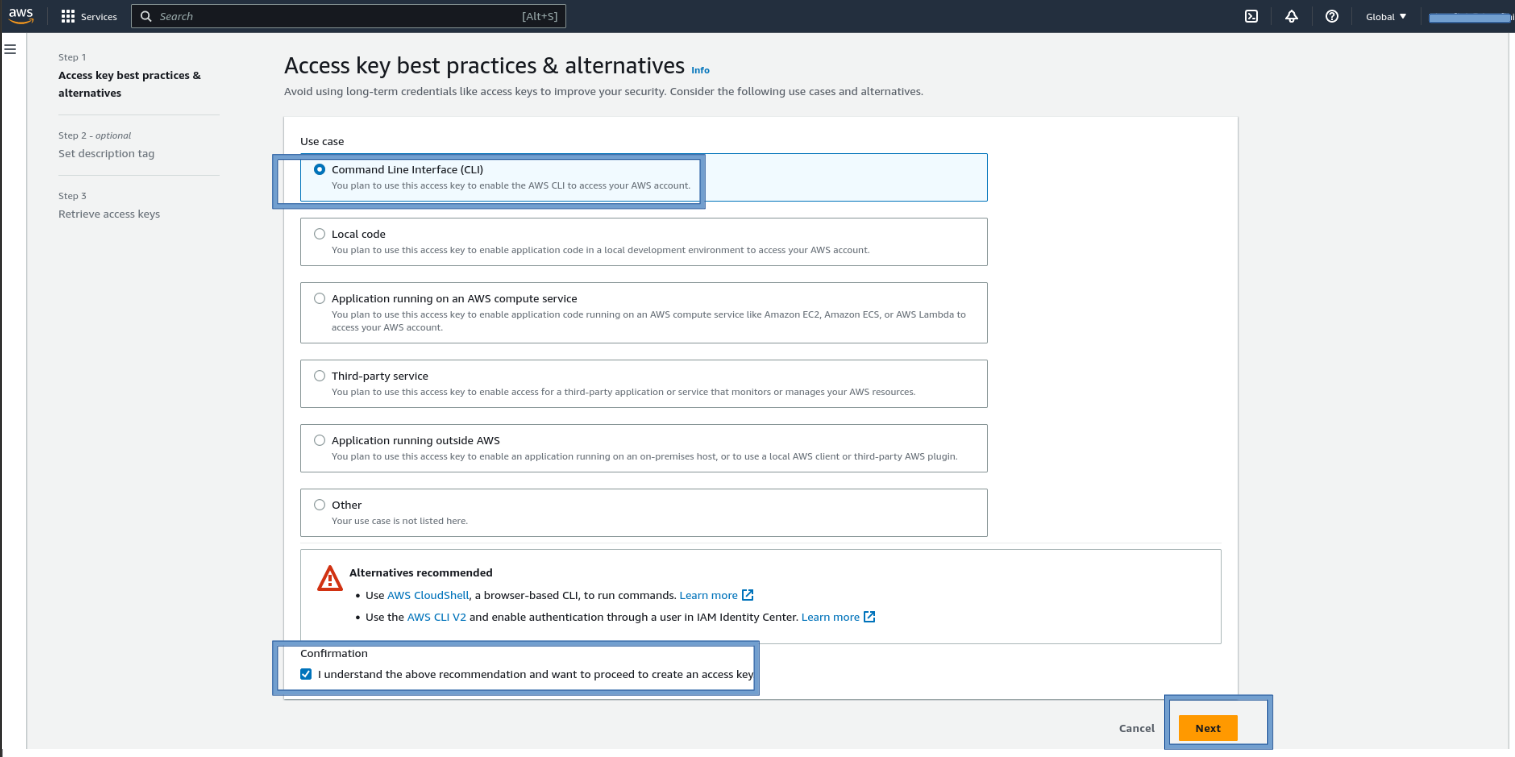 aws
Services
Search
[Alt+S]
Global
Step 1
Access key best practices &
alternatives
Step 2 - optional
Set description tag
Step 3
Retrieve access keys
Access key best practices & alternatives Info
Avoid using long-term credentials like access keys to improve your security. Consider the following use cases and alternatives.
Use case
Command Line Interface (CLI)
You plan to use this access key to enable the AWS CLI to access your AWS account.
Local code
You plan to use this access key to enable application code in a local development environment to access your AWS account.
Application running on an AWS compute service
You plan to use this access key to enable application code running on an AWS compute service like Amazon EC2, Amazon ECS, or AWS Lambda to
access your AWS account.
Third-party service
You plan to use this access key to enable access for a third-party application or service that monitors or manages your AWS resources.
Application running outside AWS
You plan to use this access key to enable an application running on an on-premises host, or to use a local AWS client or third-party AWS plugin.
Other
Your use case is not listed here.
Alternatives recommended
• Use AWS CloudShell, a browser-based CLI, to run commands. Learn more
• Use the AWS CLI V2 and enable authentication through a user in IAM Identity Center. Learn more
Confirmation
I understand the above recommendation and want to proceed to create an access key
Cancel
Next